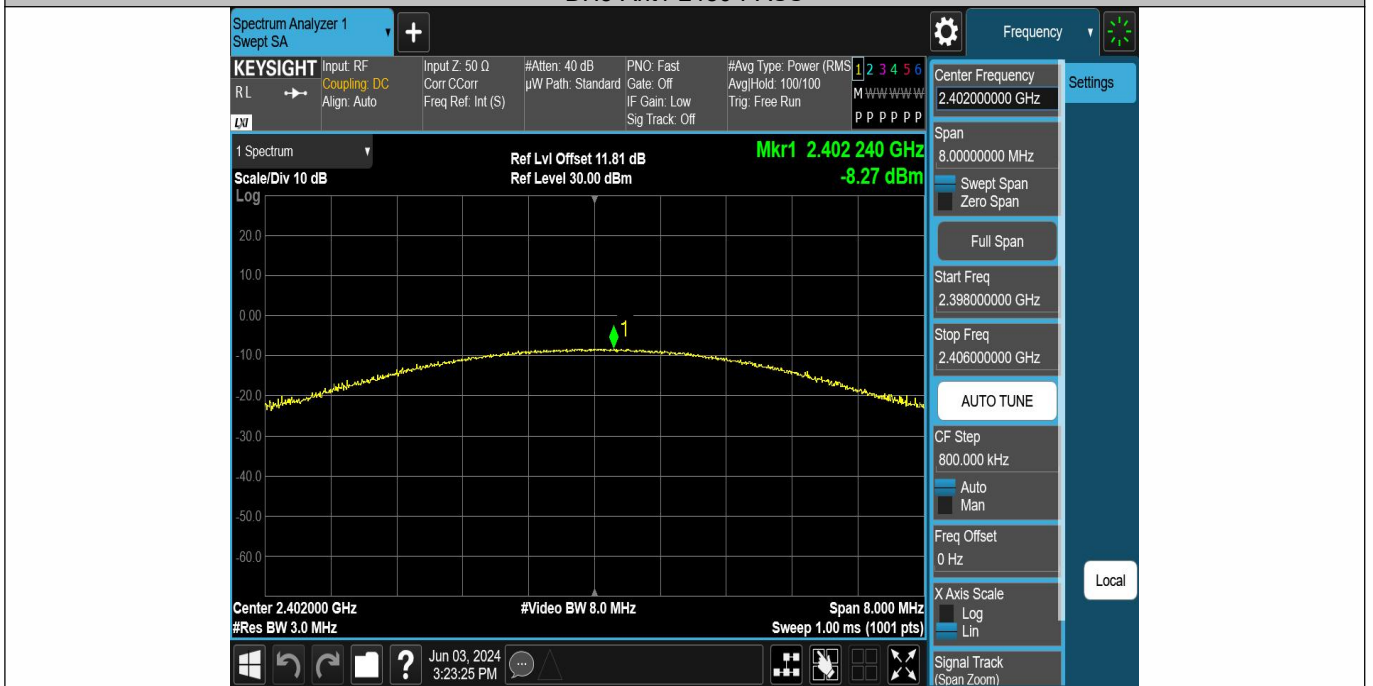 Spectrum Analyzer 1
Swept SA
+
Frequency
KEYSIGHT
RL
LXI
Input: RF
Coupling: DC
Align: Auto
Input Z: 50 Ω
Corr CCorr
Freq Ref: Int (S)
#Atten: 40 dB
µW Path: Standard
PNO: Fast
Gate: Off
IF Gain: Low
Sig Track: Off
#Avg Type: Power (RMS
Avg|Hold: 100/100
Trig: Free Run
1 2 3 4 5 6
M W W W W W
P P P P P P
1 Spectrum
Scale/Div 10 dB
Log
Ref Lvl Offset 11.81 dB
Ref Level 30.00 dBm
Mkr1 2.402 240 GHz
-8.27 dBm
20.0
10.0
0.00
1
-10.0
-20.0
-30.0
-40.0
-50.0
-60.0
Center 2.402000 GHz
#Res BW 3.0 MHz
#Video BW 8.0 MHz
Span 8.000 MHz
Sweep 1.00 ms (1001 pts)
Center Frequency
2.402000000 GHz
Settings
Span
8.00000000 MHz
Swept Span
Zero Span
Full Span
Start Freq
2.398000000 GHz
Stop Freq
2.406000000 GHz
AUTO TUNE
CF Step
800.000 kHz
Auto
Man
Freq Offset
0 Hz
X Axis Scale
Log
Lin
Local
Signal Track
(Span Zoom)
?
Jun 03, 2024
3:23:25 PM